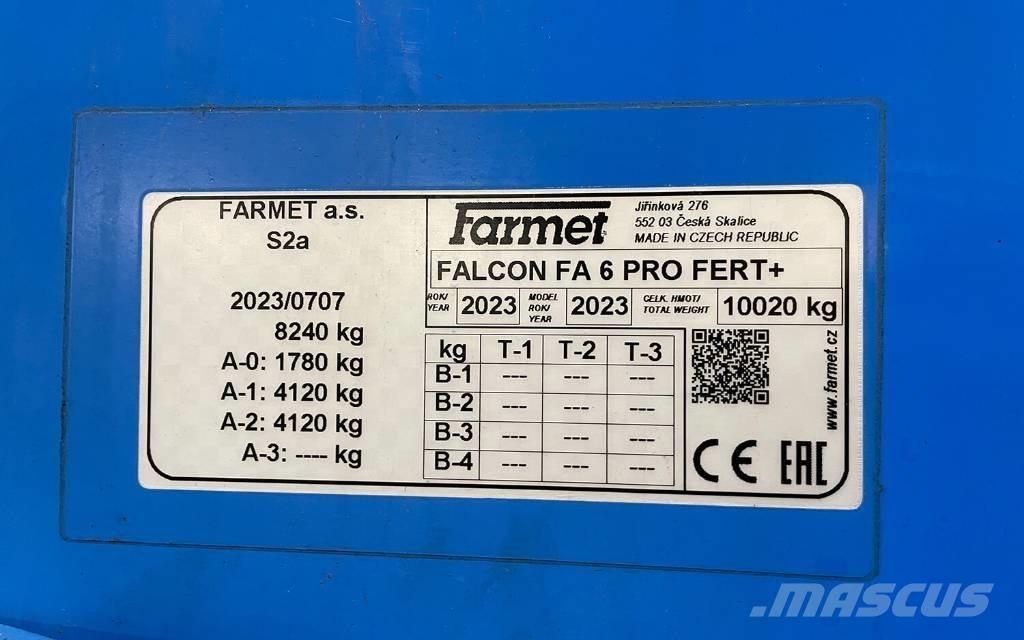 FARMET a.s.
S2a
2023/0707
8240 kg
A-0: 1780 kg
A-1: 4120 kg
A-2: 4120 kg
A-3: ---- kg
Farmet
Jiřinková 276
552 03 Česká Skalice
MADE IN CZECH REPUBLIC
FALCON FA 6 PRO FERT+
ROK/ YEAR 2023 MODEL ROK/ YEAR 2023 CELK. HMOT/ TOTAL WEIGHT 10020 kg
kg T-1 T-2 T-3
B-1 --- --- ---
B-2 --- --- ---
B-3 --- --- ---
B-4 --- --- ---
www.farmet.cz
CE EAC
MASCUS